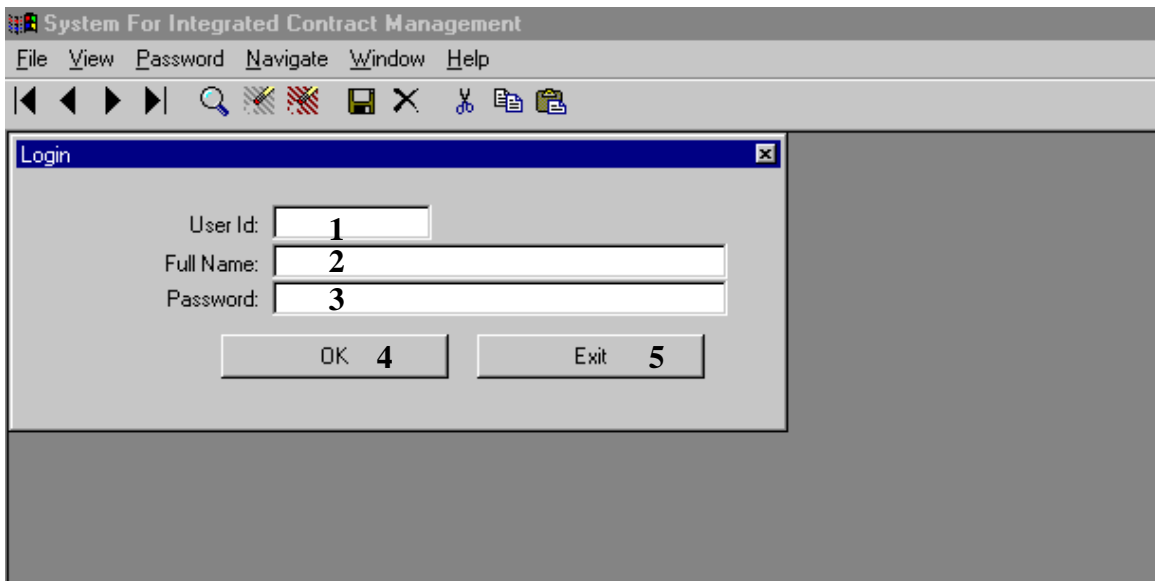 System For Integrated Contract Management
File View Password Navigate Window Help
Login
User Id: 1
Full Name: 2
Password: 3
OK 4 Exit 5